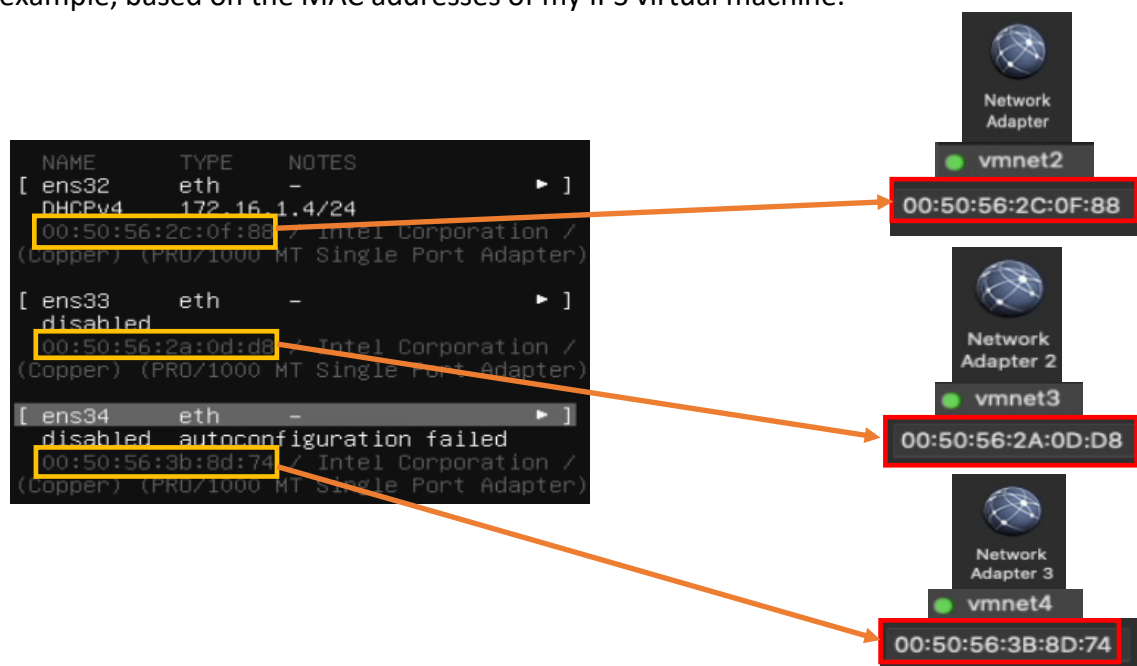 example, based on the MAC addresses of my IPS virtual machine.
NAME TYPE NOTES
[ ens32 eth – ► ]
DHCPv4 172.16.1.4/24
00:50:56:2c:0f:88 / Intel Corporation /
(Copper) (PRO/1000 MT Single Port Adapter)
[ ens33 eth – ► ]
disabled
00:50:56:2a:0d:d8 / Intel Corporation /
(Copper) (PRO/1000 MT Single Port Adapter)
[ ens34 eth – ► ]
disabled autoconfiguration failed
00:50:56:3b:8d:74 / Intel Corporation /
(Copper) (PRO/1000 MT Single Port Adapter)
Network
Adapter
vmnet2
00:50:56:2C:0F:88
Network
Adapter 2
vmnet3
00:50:56:2A:0D:D8
Network
Adapter 3
vmnet4
00:50:56:3B:8D:74